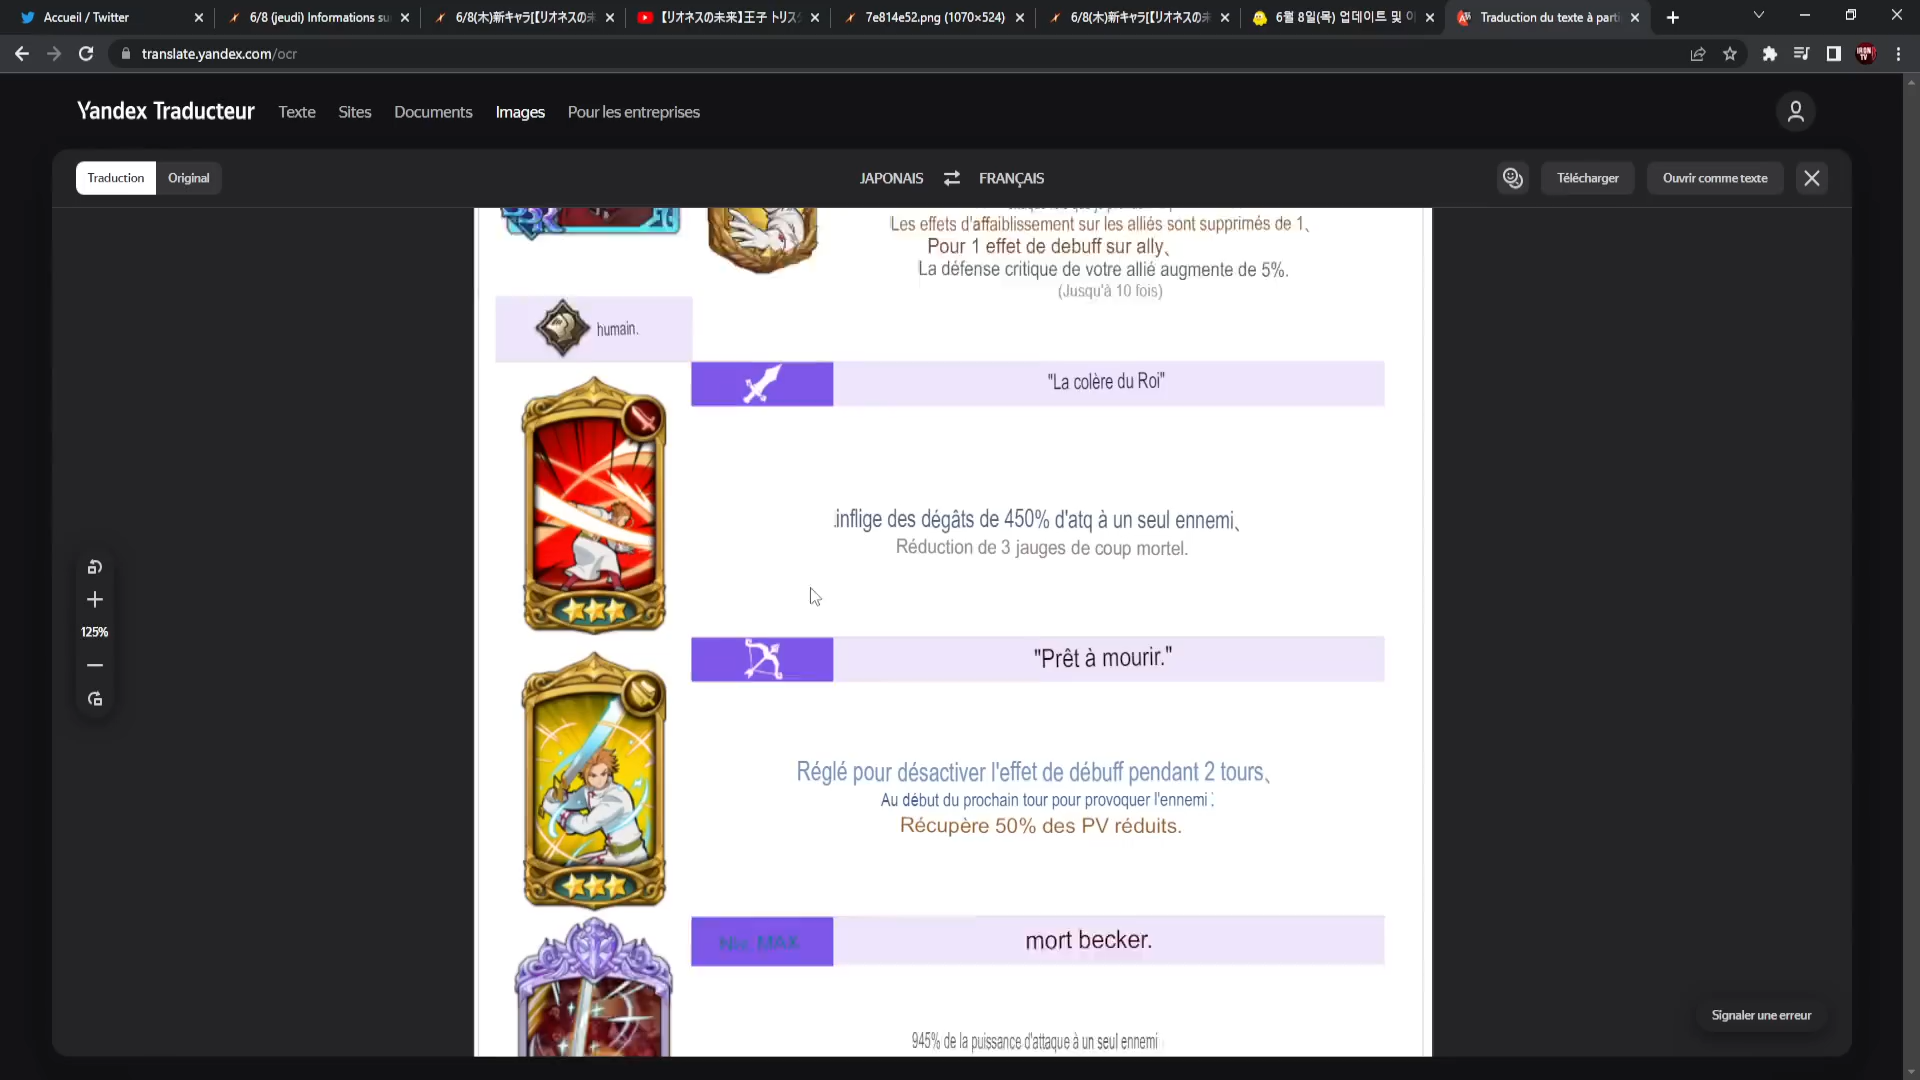 Accueil / Twitter
6/8 (jeudi) Informations su
6/8(木)新キャラ[【リオネスの未
【リオネスの未来】王子 トリス
7e814e52.png (1070×524)
6/8(木)新キャラ[【リオネスの未
6월 8일(목) 업데이트 및 이
Traduction du texte à parti
translate.yandex.com/ocr
Yandex Traducteur
Texte
Sites
Documents
Images
Pour les entreprises
Traduction
Original
JAPONAIS
FRANÇAIS
Télécharger
Ouvrir comme texte
Les effets d'affaiblissement sur les alliés sont supprimés de 1、
Pour 1 effet de debuff sur ally、
La défense critique de votre allié augmente de 5%.
(Jusqu'à 10 fois)
humain.
"La colère du Roi"
.inflige des dégâts de 450% d'atq à un seul ennemi、
Réduction de 3 jauges de coup mortel.
125%
"Prêt à mourir."
Réglé pour désactiver l'effet de débuff pendant 2 tours、
Au début du prochain tour pour provoquer l'ennemi :
Récupère 50% des PV réduits.
Niv. MAX
mort becker.
945% de la puissance d'attaque à un seul ennemi
Signaler une erreur